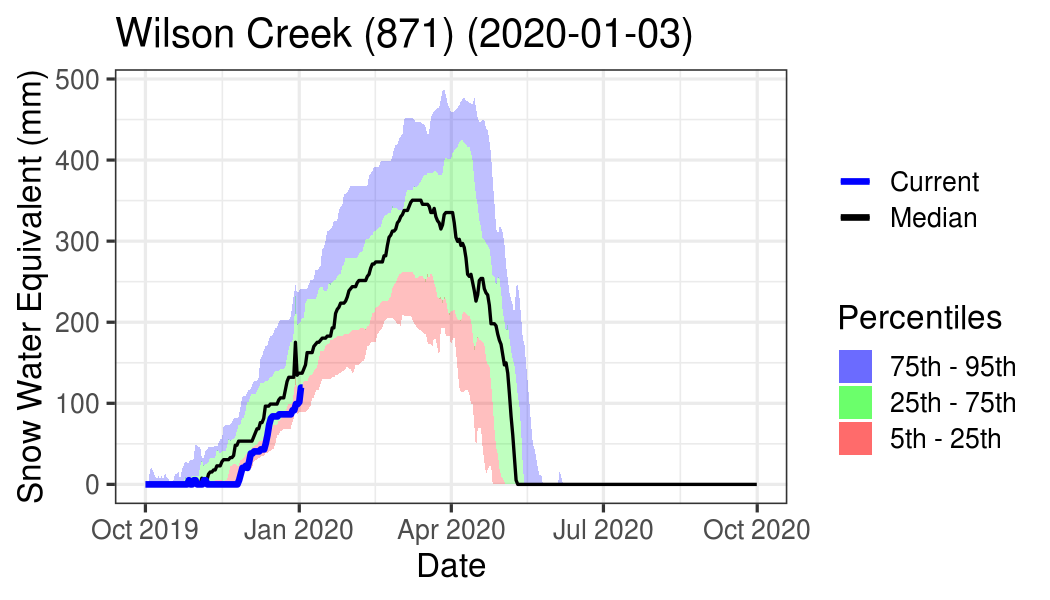 Wilson Creek (871) (2020-01-03)
Snow Water Equivalent (mm)
500
400
300
200
100
0
Oct 2019
Jan 2020
Apr 2020
Jul 2020
Oct 2020
Date
Current
Median
Percentiles
75th - 95th
25th - 75th
5th - 25th